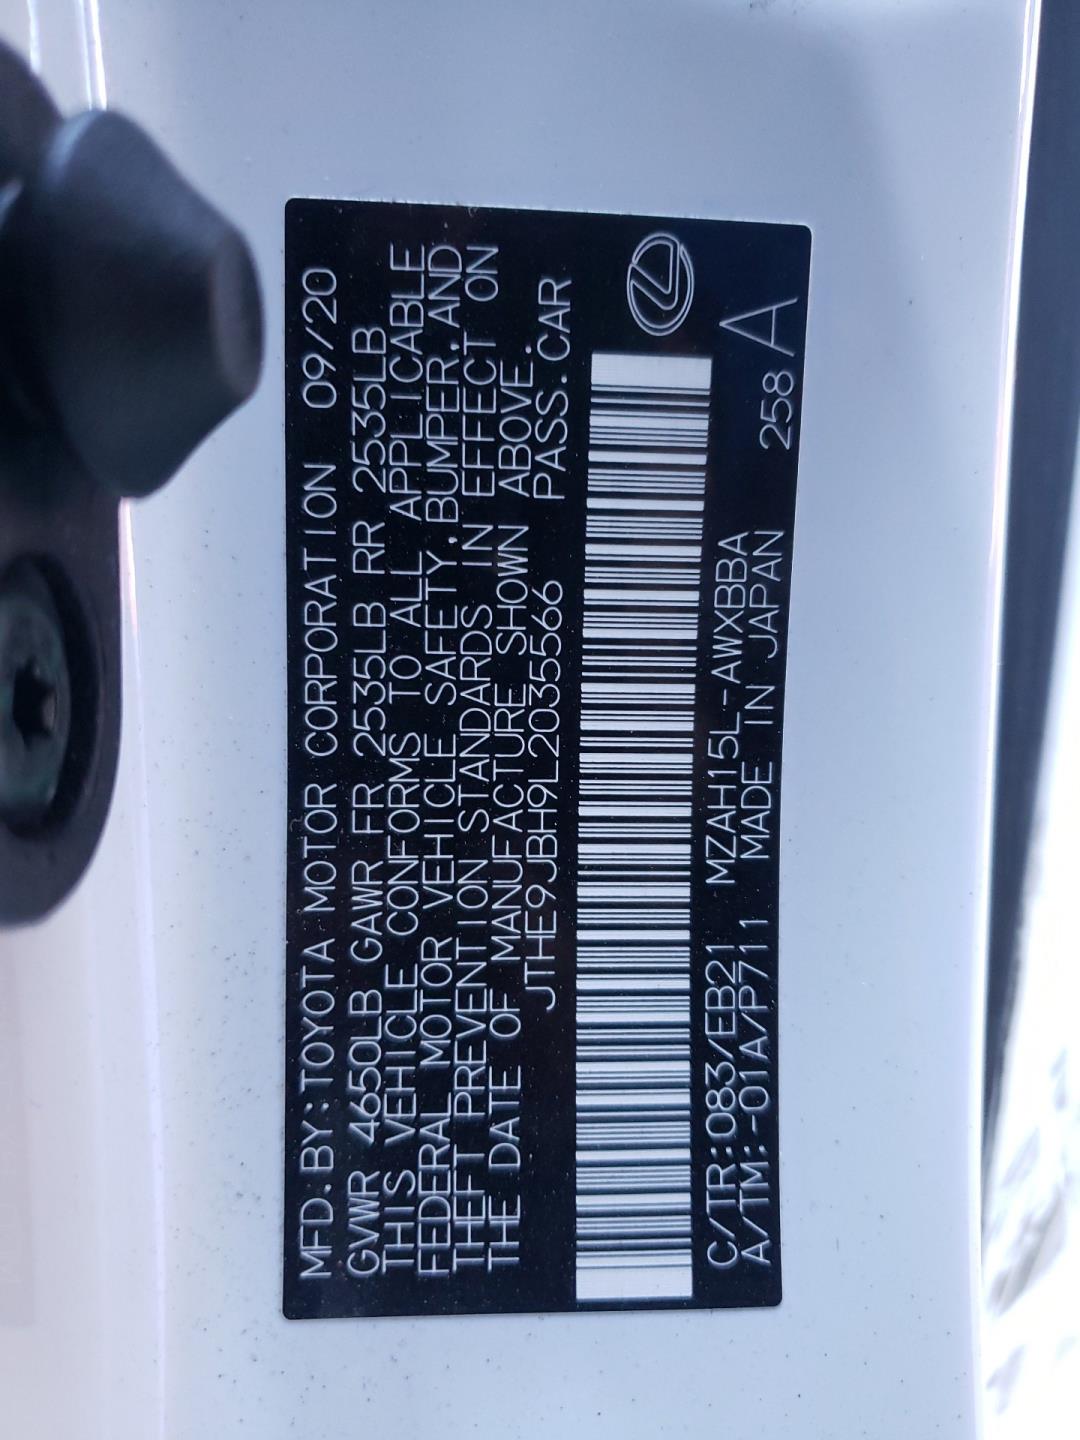 MFD.BY:TOYOTA MOTOR CORPORATION 09/20
GVWR 4650LB GAWR FR 2535LB RR 2535LB
THIS VEHICLE CONFORMS TO ALL APPLICABLE
FEDERAL MOTOR VEHICLE SAFETY,BUMPER,AND
THEFT PREVENTION STANDARDS IN EFFECT ON
THE DATE OF MANUFACTURE SHOWN ABOVE.
JTHE9JBH9L2035566 PASS.CAR
C/TR:083/EB21 MZAH15L-AWXBBA 258 A
A/TM:-01A/P711 MADE IN JAPAN